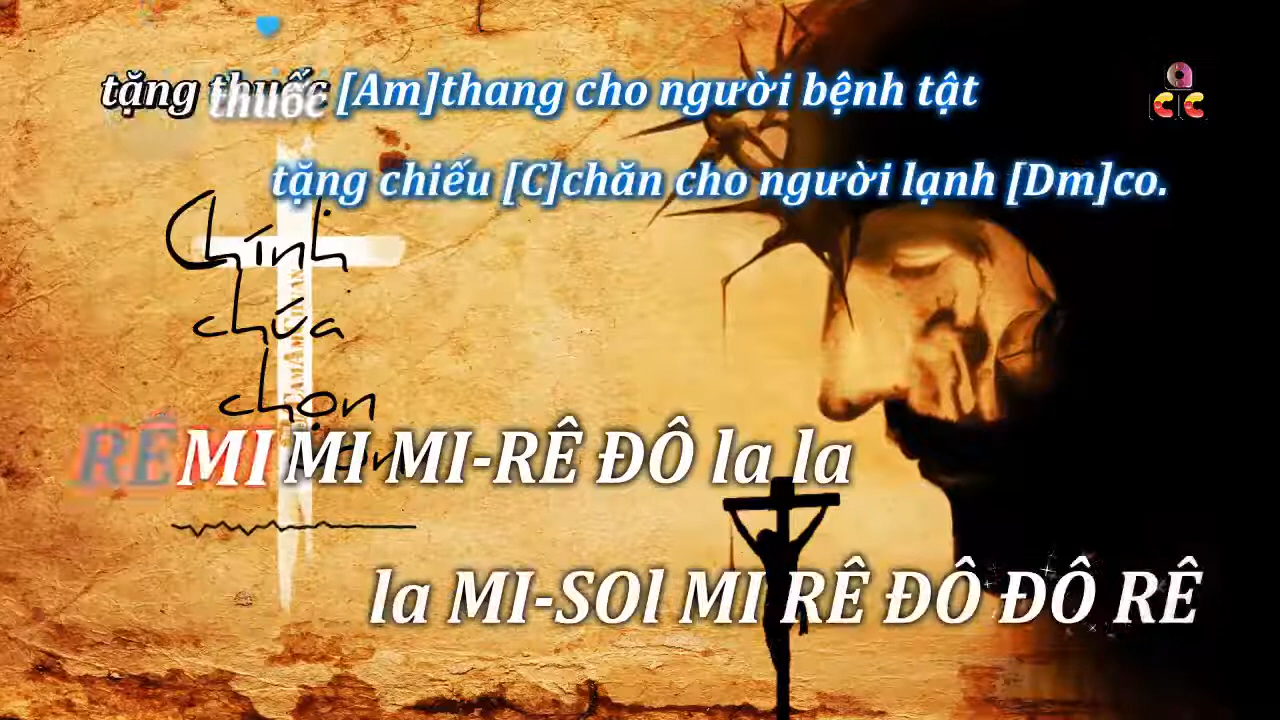 tặng thuốc [Am]thang cho người bệnh tật
tặng chiếu [C]chăn cho người lạnh [Dm]co.
Chính
chúa
chọn
RÊ MI MI MI-RÊ ĐÔ la la
la MI-SOl MI RÊ ĐÔ ĐÔ RÊ
a
c c